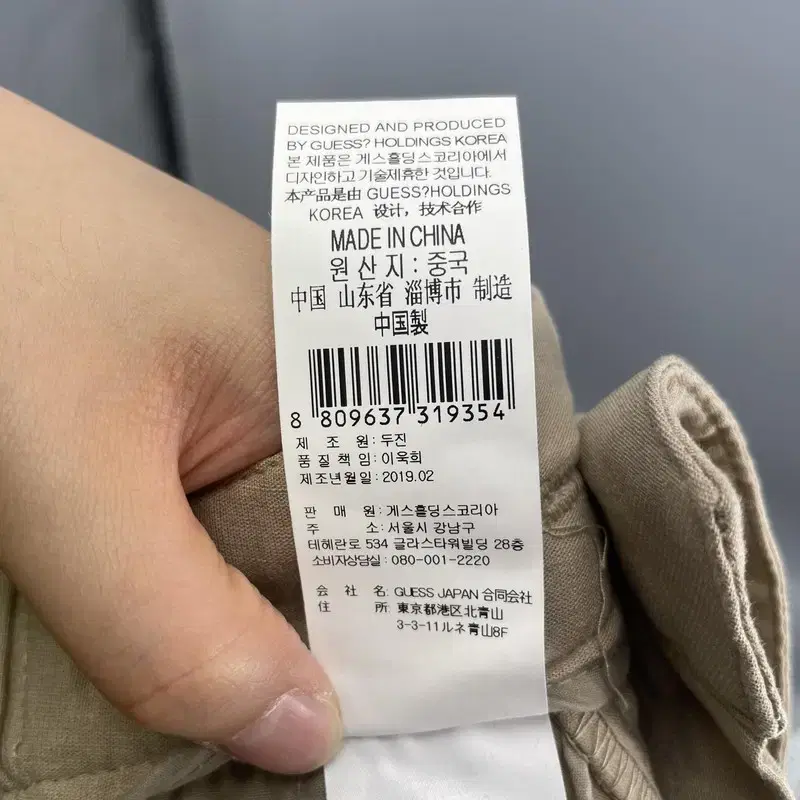 DESIGNED AND PRODUCED
BY GUESS? HOLDINGS KOREA
본 제품은 게스홀딩스코리아에서
디자인하고 기술제휴한 것입니다.
本产品是由 GUESS?HOLDINGS
KOREA 设计，技术合作
MADE IN CHINA
원산지 : 중국
中国 山东省 淄博市 制造
中国製
8 809637 319354
제 조 원 : 두진
품질책임 : 이욱희
제조년월일 : 2019.02
판 매 원 : 게스홀딩스코리아
주 소 : 서울시 강남구
테헤란로 534 글라스타워빌딩 28층
소비자상담실 : 080-001-2220
会 社 名: GUESS JAPAN 合同会社
住 所: 東京都港区北青山
3-3-11ルネ青山8F